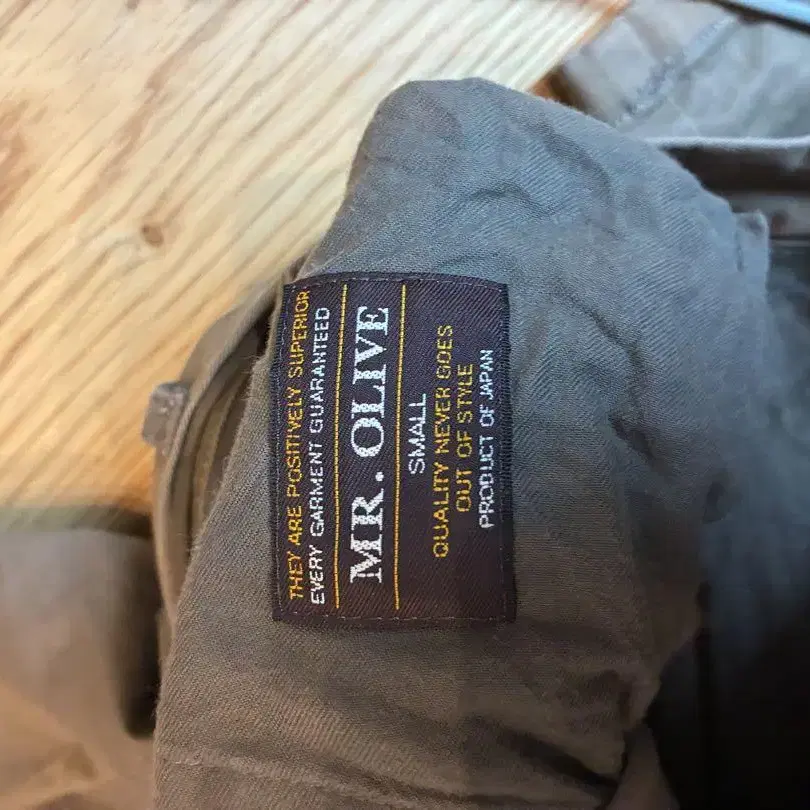 THEY ARE POSITIVELY SUPERIOR
EVERY GARMENT GUARANTEED
MR. OLIVE
SMALL
QUALITY NEVER GOES
OUT OF STYLE
PRODUCT OF JAPAN